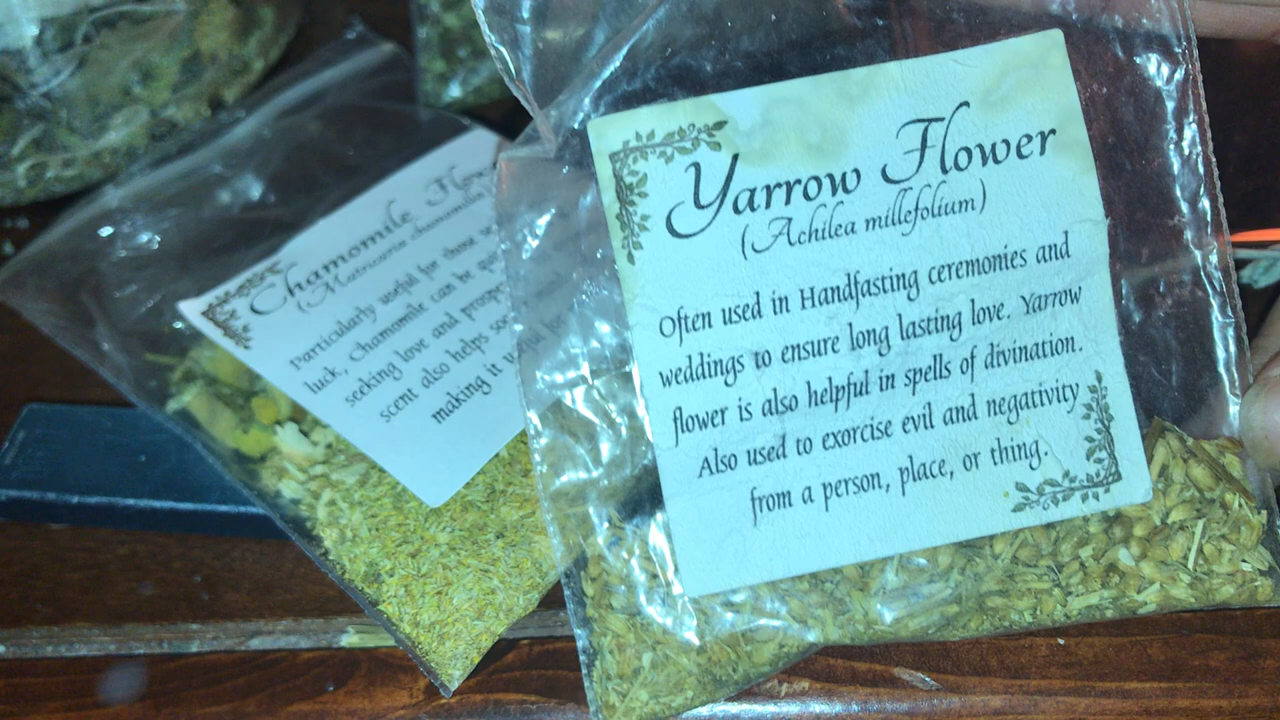 Chamomile
(Matricaria chamomilla
Particularly useful for those
luck, Chamomile can be
seeking love and
scent also helps
making it
Yarrow Flower
(Achilea millefolium)
Often used in Handfasting ceremonies and
weddings to ensure long lasting love. Yarrow
flower is also helpful in spells of divination.
Also used to exorcise evil and negativity
from a person, place, or thing.